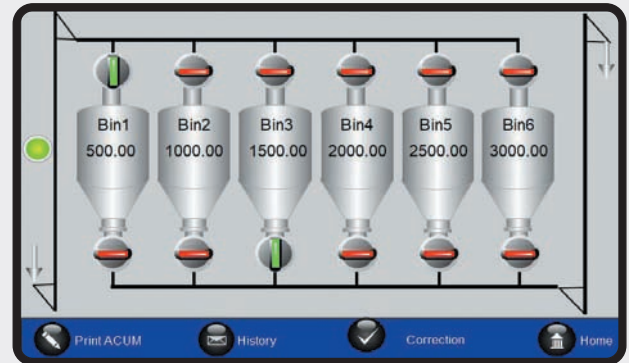 Bin1 Bin2 Bin3 Bin4 Bin5 Bin6
500.00 1000.00 1500.00 2000.00 2500.00 3000.00
Print ACUM History Correction Home